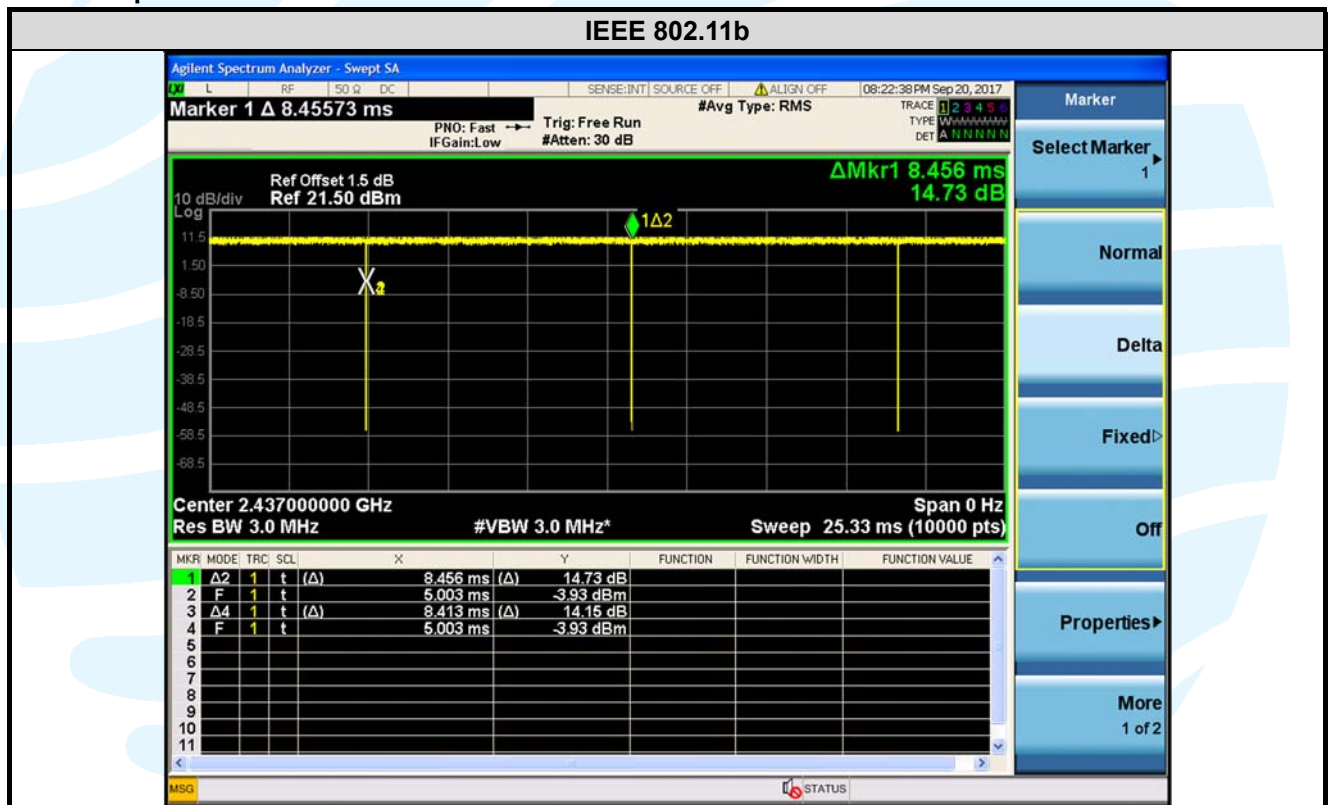 IEEE 802.11b
Agilent Spectrum Analyzer - Swept SA
LXI L RF 50 Ω DC SENSE:INT SOURCE OFF ALIGN OFF 08:22:38 PM Sep 20, 2017
Marker 1 Δ 8.45573 ms
PNO: Fast
IFGain:Low
Trig: Free Run
#Atten: 30 dB
#Avg Type: RMS
TRACE 1 2 3 4 5 6
TYPE W
DET A N N N N N
Marker
Select Marker
1
Normal
Delta
Fixed
Off
Properties
More
1 of 2
ΔMkr1 8.456 ms
14.73 dB
10 dB/div
Log
Ref Offset 1.5 dB
Ref 21.50 dBm
1Δ2
11.5
1.50
-8.50
-18.5
-28.5
-38.5
-48.5
-58.5
-68.5
Center 2.437000000 GHz Span 0 Hz
Res BW 3.0 MHz #VBW 3.0 MHz* Sweep 25.33 ms (10000 pts)
MKR MODE TRC SCL X Y FUNCTION FUNCTION WIDTH FUNCTION VALUE
1 Δ2 1 t (Δ) 8.456 ms (Δ) 14.73 dB
2 F 1 t 5.003 ms -3.93 dBm
3 Δ4 1 t (Δ) 8.413 ms (Δ) 14.15 dB
4 F 1 t 5.003 ms -3.93 dBm
5
6
7
8
9
10
11
MSG STATUS